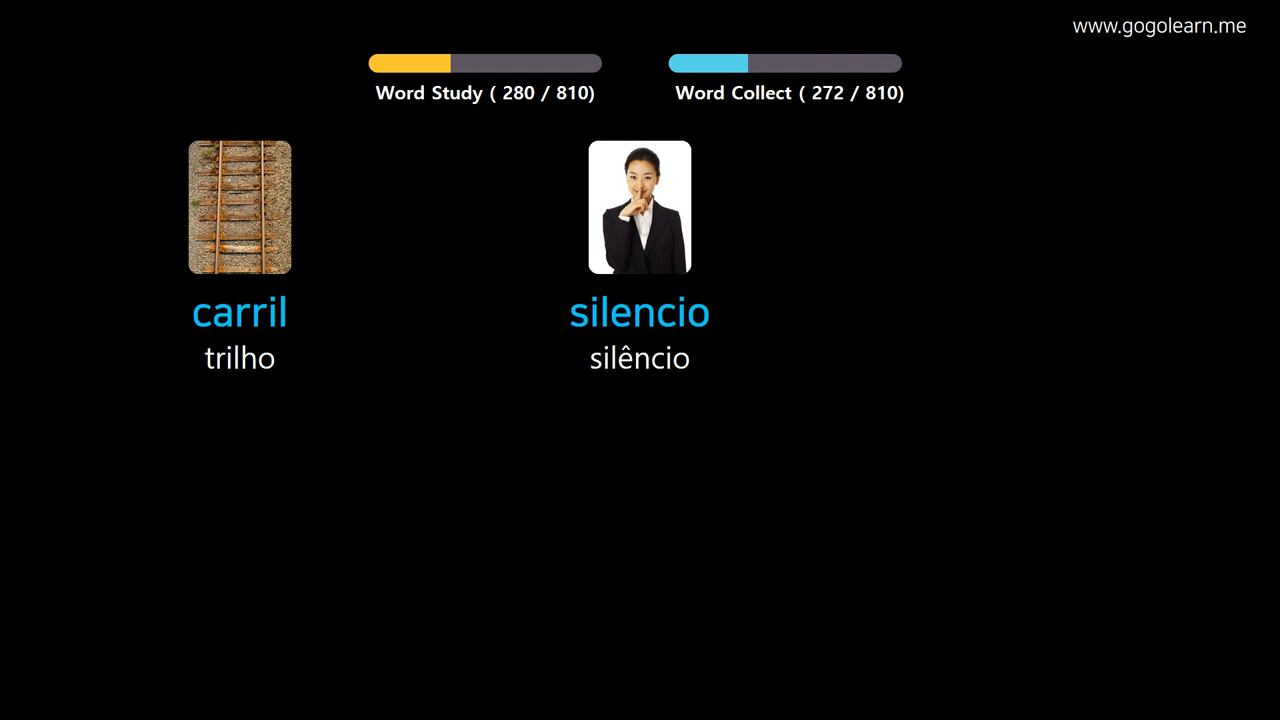 www.gogolearn.me
Word Study ( 280 / 810)
Word Collect ( 272 / 810)
carril
trilho
silencio
silêncio